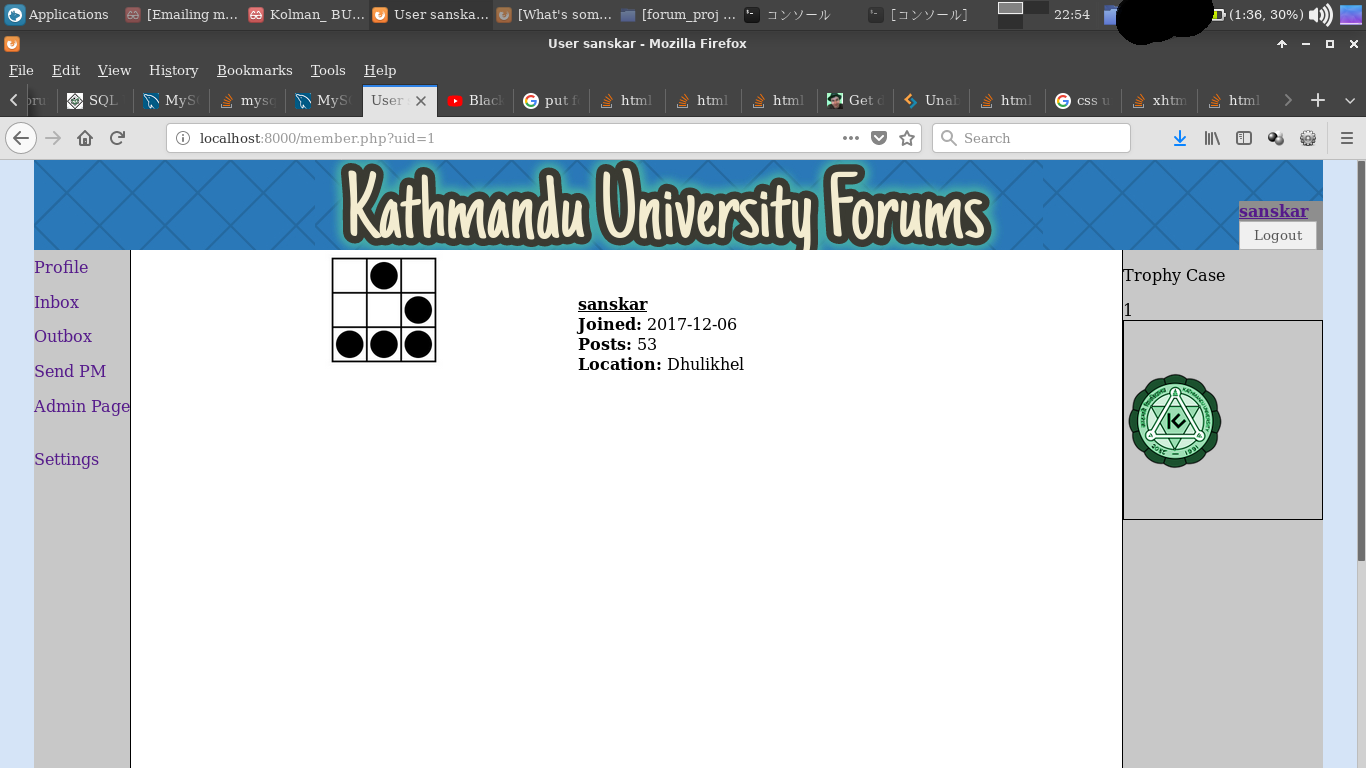 Applications [Emailing m... Kolman_ BU... User sanska... [What's som... [forum_proj ... コンソール [コンソール] 22:54 (1:36, 30%)
User sanskar - Mozilla Firefox
File Edit View History Bookmarks Tools Help
SQL MyS mysq MyS User Blac put f html html html Get Una html css u xhtm html
localhost:8000/member.php?uid=1 Search
Kathmandu University Forums
sanskar
Logout
Profile
Inbox
Outbox
Send PM
Admin Page
Settings
sanskar
Joined: 2017-12-06
Posts: 53
Location: Dhulikhel
Trophy Case
1